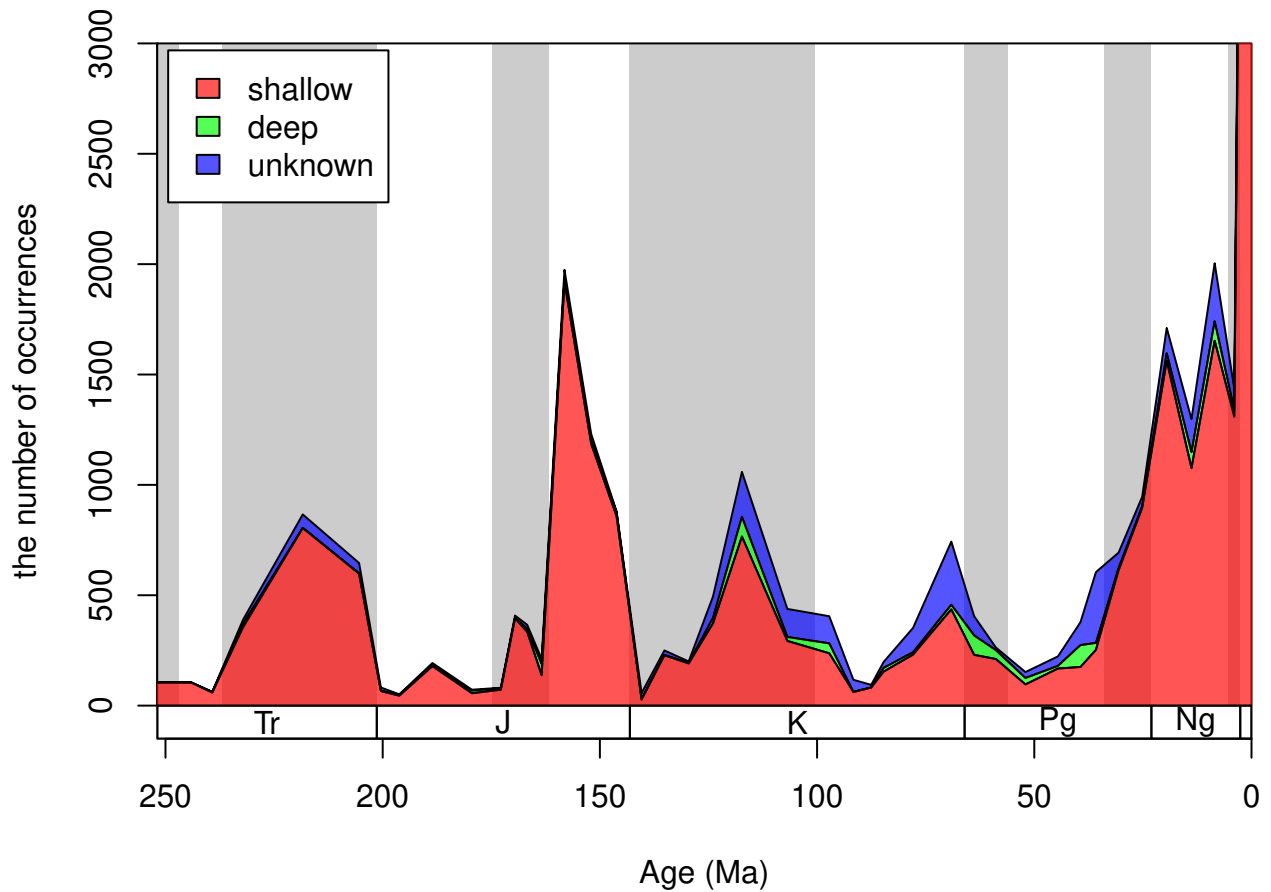 the number of occurrences
3000
2500
2000
1500
1000
500
0
shallow
deep
unknown
Tr J K Pg Ng
250 200 150 100 50 0
Age (Ma)